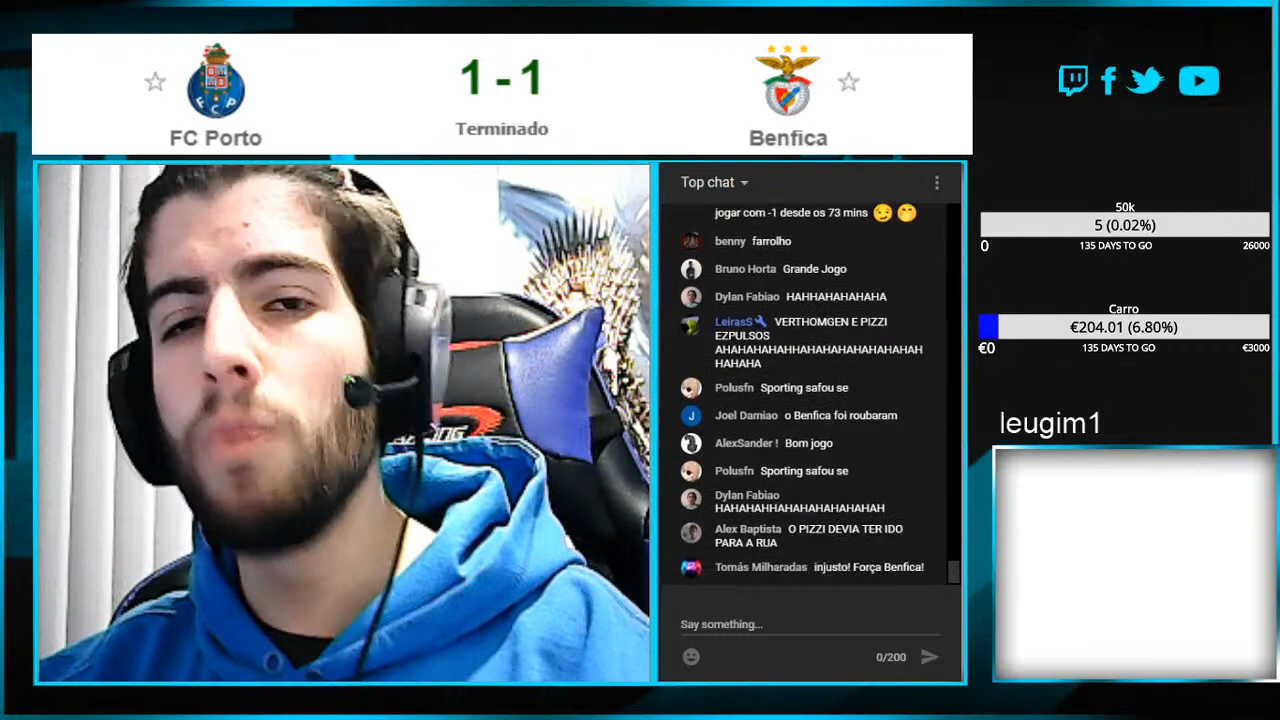 1 - 1
Terminado
FC Porto
Benfica
Top chat
jogar com -1 desde os 73 mins
benny farrolho
Bruno Horta Grande Jogo
Dylan Fabiao HAHHAHAHAHAHA
LeirasS VERTHOMGEN E PIZZI
EZPULSOS
AHAHAHAHAHHAHAHAHAHAHAHAH
HAHAHA
Polusfn Sporting safou se
Joel Damiao o Benfica foi roubaram
AlexSander ! Bom jogo
Polusfn Sporting safou se
Dylan Fabiao
HAHAHAHHAHAHAHAHAHAHAH
Alex Baptista O PIZZI DEVIA TER IDO
PARA A RUA
Tomás Milharadas injusto! Força Benfica!
Say something...
0/200
50k
5 (0.02%)
0 135 DAYS TO GO 26000
Carro
€204.01 (6.80%)
€0 135 DAYS TO GO €3000
leugim1